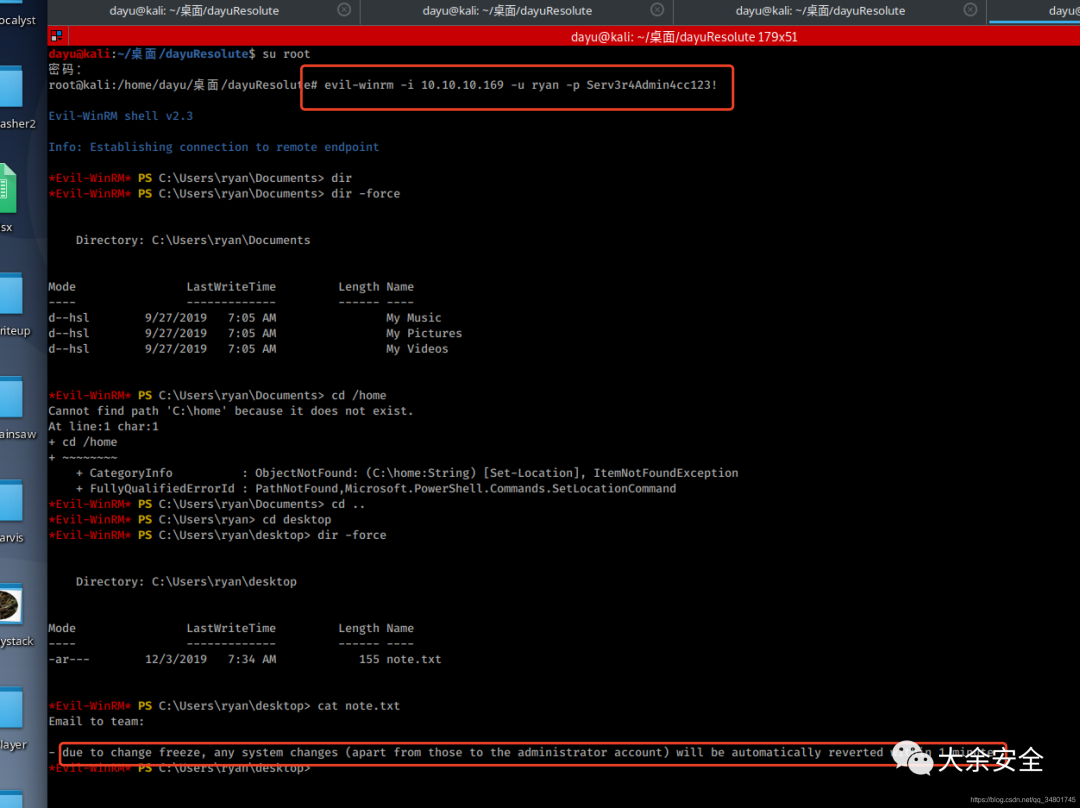 dayu@kali: ~/桌面/dayuResolute
dayu@kali: ~/桌面/dayuResolute
dayu@kali: ~/桌面/dayuResolute
dayu@
ocalyst
dayu@kali: ~/桌面/dayuResolute 179x51
dayu@kali:~/桌面/dayuResolute$ su root
密码：
root@kali:/home/dayu/桌面/dayuResolute# evil-winrm -i 10.10.10.169 -u ryan -p Serv3r4Admin4cc123!
Evil-WinRM shell v2.3
asher2
Info: Establishing connection to remote endpoint
*Evil-WinRM* PS C:\Users\ryan\Documents> dir
*Evil-WinRM* PS C:\Users\ryan\Documents> dir -force
sx
Directory: C:\Users\ryan\Documents
Mode LastWriteTime Length Name
---- ------------- ------ ----
d--hsl 9/27/2019 7:05 AM My Music
d--hsl 9/27/2019 7:05 AM My Pictures
riteup
d--hsl 9/27/2019 7:05 AM My Videos
*Evil-WinRM* PS C:\Users\ryan\Documents> cd /home
Cannot find path 'C:\home' because it does not exist.
At line:1 char:1
ainsaw
+ cd /home
+ ~~~~~~~~
+ CategoryInfo : ObjectNotFound: (C:\home:String) [Set-Location], ItemNotFoundException
+ FullyQualifiedErrorId : PathNotFound,Microsoft.PowerShell.Commands.SetLocationCommand
*Evil-WinRM* PS C:\Users\ryan\Documents> cd ..
*Evil-WinRM* PS C:\Users\ryan> cd desktop
*Evil-WinRM* PS C:\Users\ryan\desktop> dir -force
arvis
Directory: C:\Users\ryan\desktop
Mode LastWriteTime Length Name
---- ------------- ------ ----
ystack
-ar--- 12/3/2019 7:34 AM 155 note.txt
*Evil-WinRM* PS C:\Users\ryan\desktop> cat note.txt
Email to team:
layer
- due to change freeze, any system changes (apart from those to the administrator account) will be automatically reverted
*Evil-WinRM* PS C:\Users\ryan\desktop>
大余安全
https://blog.csdn.net/qq_34801745